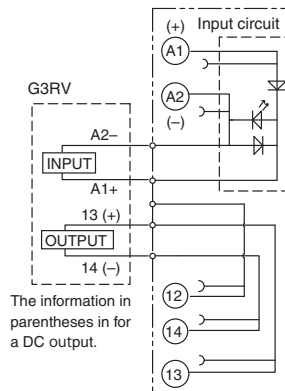 Input circuit
(+)
A1
G3RV
A2
(–)
A2–
INPUT
A1+
13 (+)
OUTPUT
14 (–)
12
14
13
The information in
parentheses in for
a DC output.